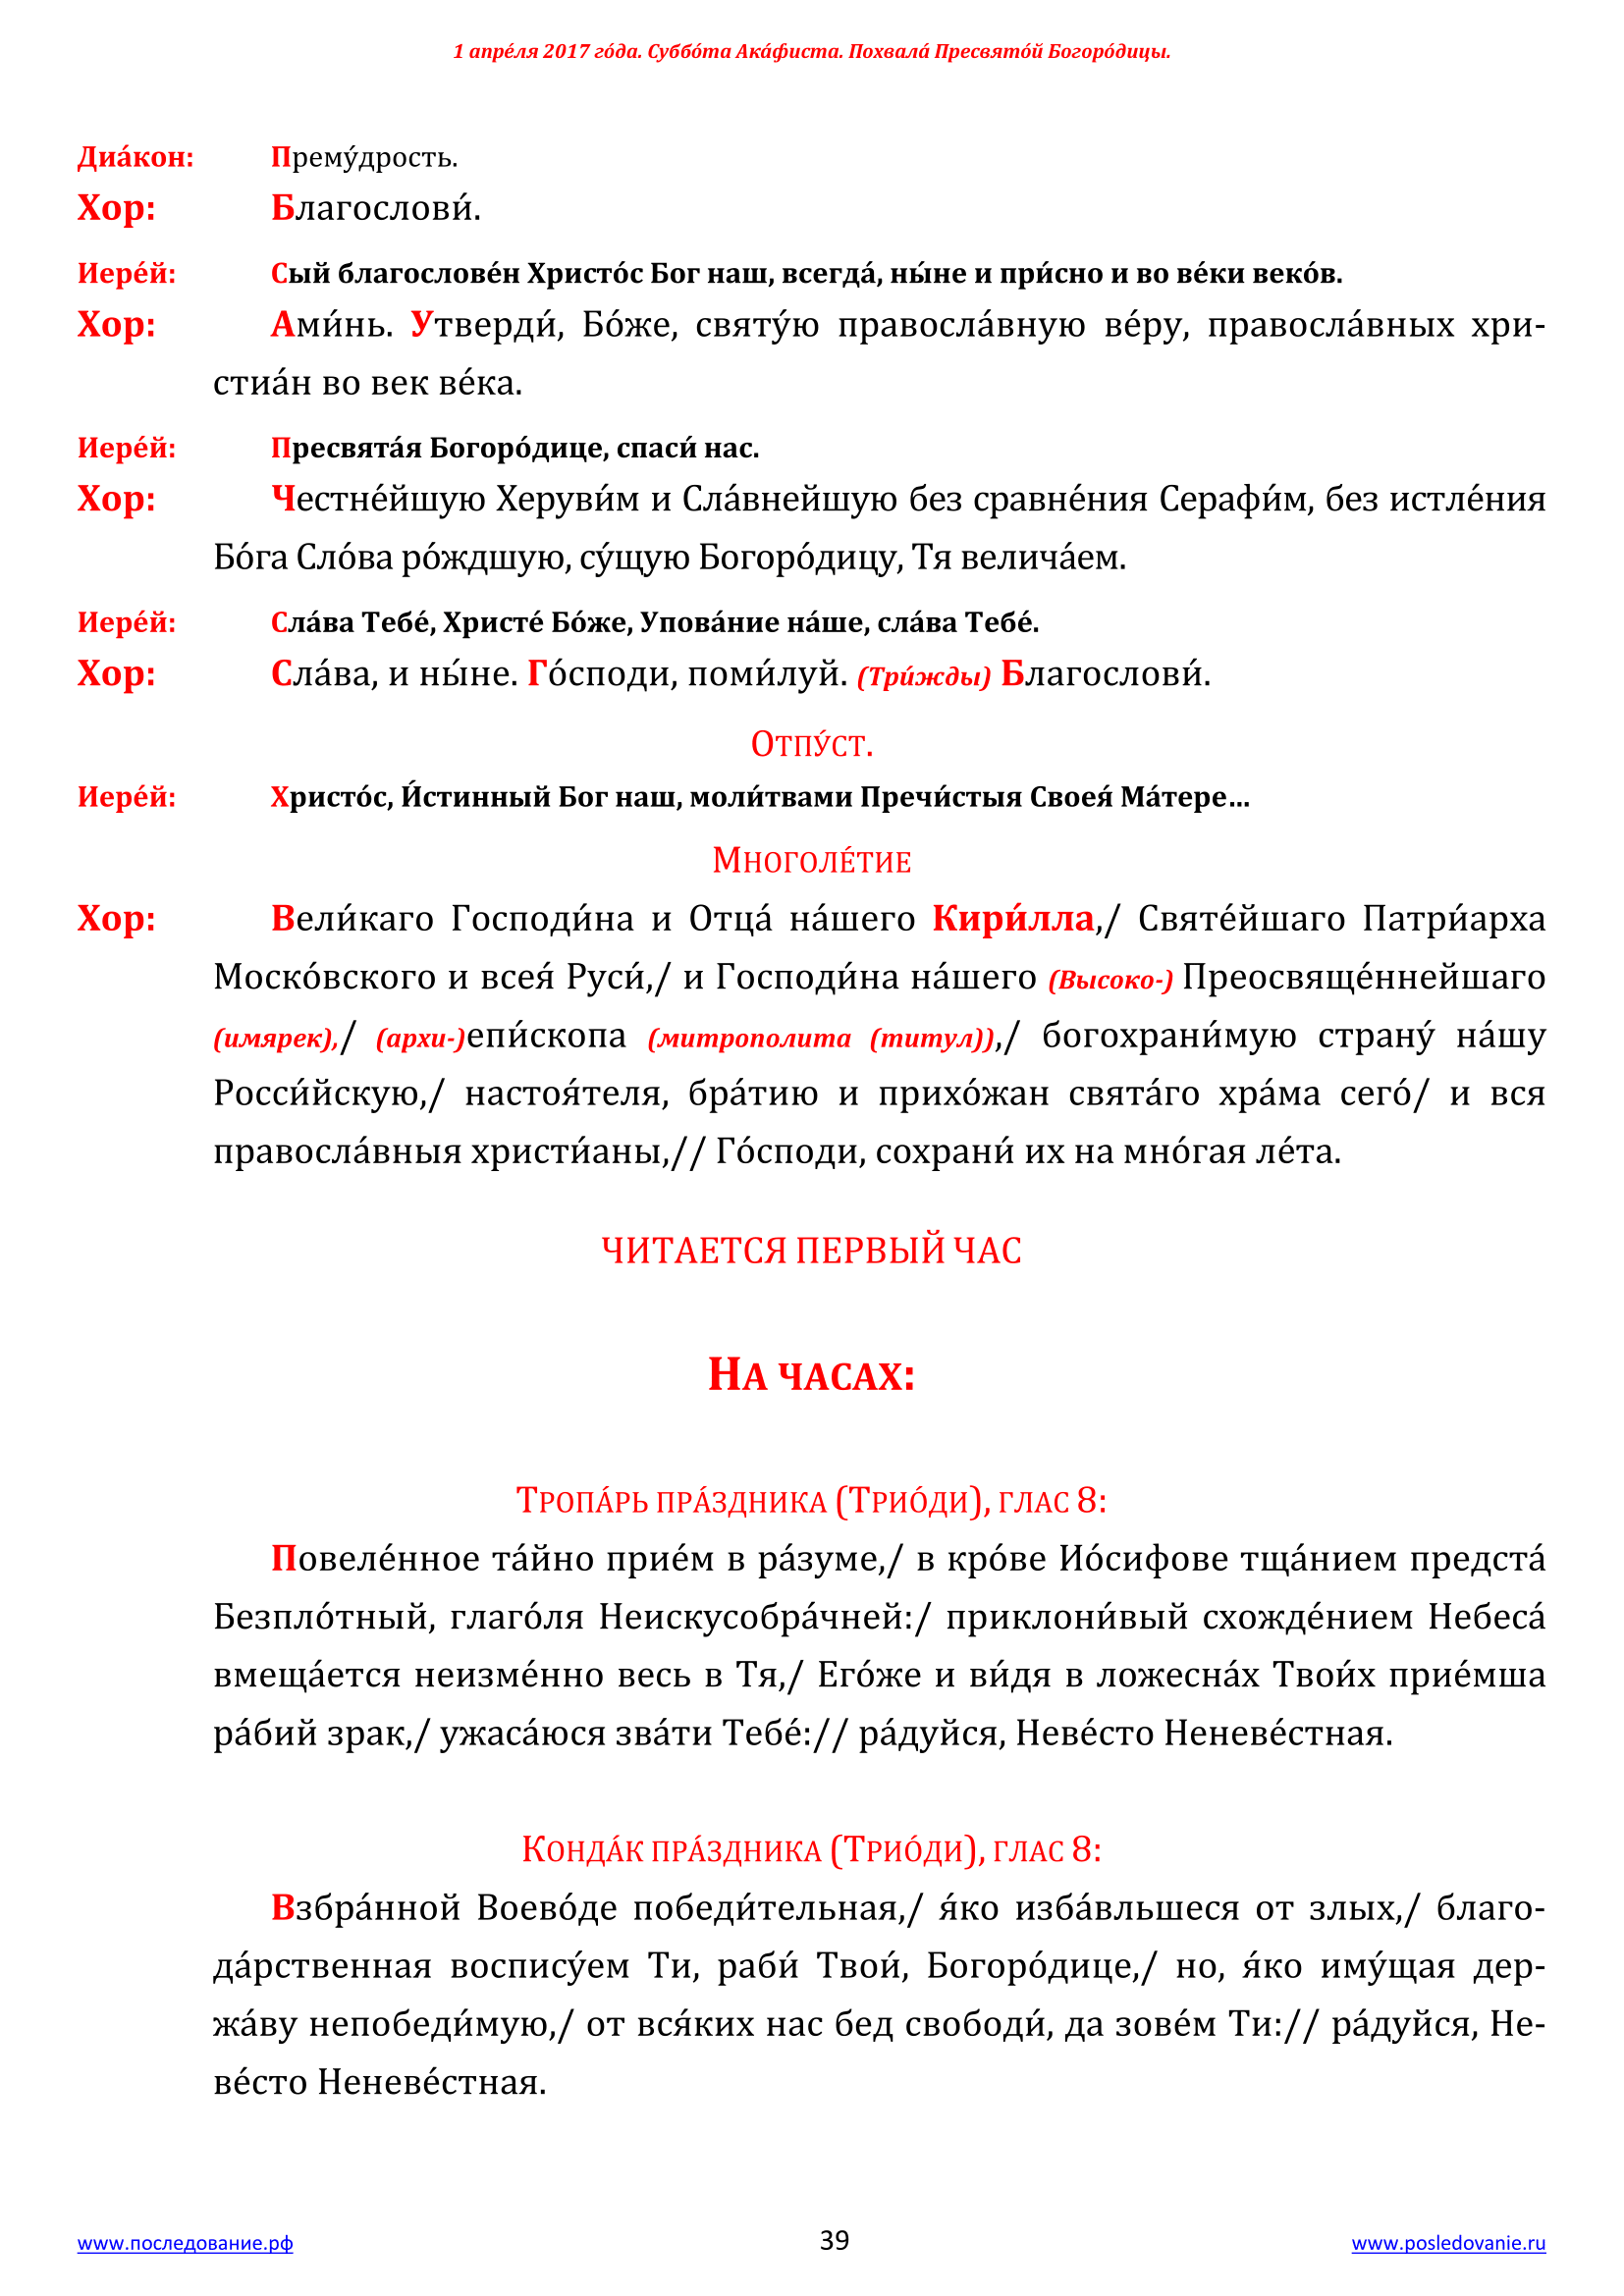 1 апре́ля 2017 го́да. Суббо́та Ака́фиста. Похвала́ Пресвято́й Богоро́дицы.
Диа́кон: Прему́дрость.
Хор: Благослови́.
Иере́й: Сый благослове́н Христо́с Бог наш, всегда́, ны́не и при́сно и во ве́ки веко́в.
Хор: Ами́нь. Утверди́, Бо́же, святу́ю правосла́вную ве́ру, правосла́вных хри-
стиа́н во век ве́ка.
Иере́й: Пресвята́я Богоро́дице, спаси́ нас.
Хор: Честне́йшую Херуви́м и Сла́внейшую без сравне́ния Серафи́м, без истле́ния
Бо́га Сло́ва ро́ждшую, су́щую Богоро́дицу, Тя велича́ем.
Иере́й: Сла́ва Тебе́, Христе́ Бо́же, Упова́ние на́ше, сла́ва Тебе́.
Хор: Сла́ва, и ны́не. Го́споди, поми́луй. (Три́жды) Благослови́.
Отпу́ст.
Иере́й: Христо́с, И́стинный Бог наш, моли́твами Пречи́стыя Своея́ Ма́тере...
Многоле́тие
Хор: Вели́каго Господи́на и Отца́ на́шего Кири́лла,/ Святе́йшаго Патри́арха
Моско́вского и всея́ Руси́,/ и Господи́на на́шего (Высоко-) Преосвяще́ннейшаго
(имярек),/ (архи-)епи́скопа (митрополита (титул)),/ богохрани́мую страну́ на́шу
Росси́йскую,/ настоя́теля, бра́тию и прихо́жан свята́го хра́ма сего́/ и вся
правосла́вныя христи́аны,// Го́споди, сохрани́ их на мно́гая ле́та.
ЧИТАЕТСЯ ПЕРВЫЙ ЧАС
На часах:
Тропа́рь пра́здника (Трио́ди), глас 8:
Повеле́нное та́йно прие́м в ра́зуме,/ в кро́ве Ио́сифове тща́нием предста́
Безпло́тный, глаго́ля Неискусобра́чней:/ приклони́вый схожде́нием Небеса́
вмеща́ется неизме́нно весь в Тя,/ Его́же и ви́дя в ложесна́х Твои́х прие́мша
ра́бий зрак,/ ужаса́юся зва́ти Тебе́:// ра́дуйся, Неве́сто Неневе́стная.
Конда́к пра́здника (Трио́ди), глас 8:
Взбра́нной Воево́де победи́тельная,/ я́ко изба́вльшеся от злых,/ благо-
да́рственная воспису́ем Ти, раби́ Твои́, Богоро́дице,/ но, я́ко иму́щая дер-
жа́ву непобеди́мую,/ от вся́ких нас бед свободи́, да зове́м Ти:// ра́дуйся, Не-
ве́сто Неневе́стная.
www.последование.рф 39 www.posledovanie.ru